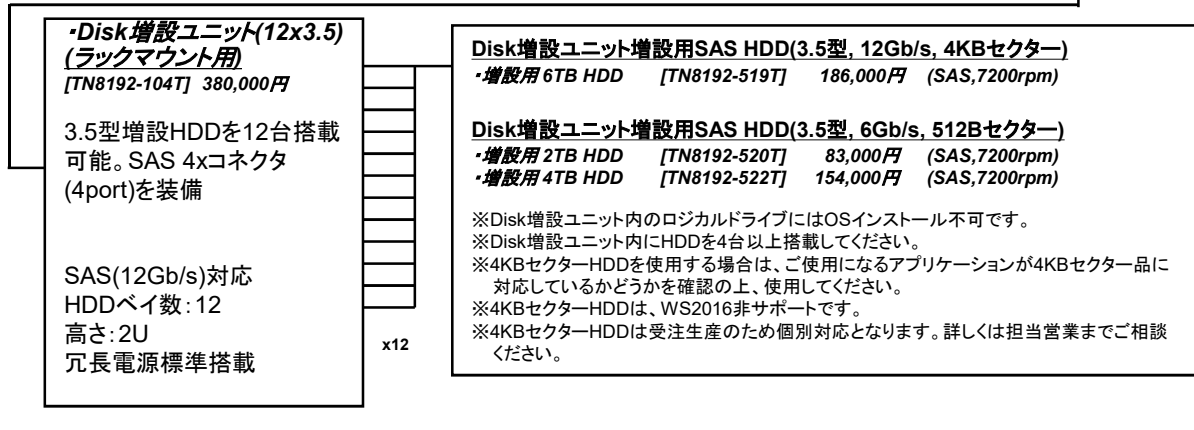 ・Disk増設ユニット(12x3.5)
(ラックマウント用)
[TN8192-104T] 380,000円
3.5型増設HDDを12台搭載
可能。SAS 4xコネクタ
(4port)を装備
SAS(12Gb/s)対応
HDDベイ数：12
高さ：2U
冗長電源標準搭載
x12
Disk増設ユニット増設用SAS HDD(3.5型, 12Gb/s, 4KBセクター)
・増設用 6TB HDD [TN8192-519T] 186,000円 (SAS,7200rpm)
Disk増設ユニット増設用SAS HDD(3.5型, 6Gb/s, 512Bセクター)
・増設用 2TB HDD [TN8192-520T] 83,000円 (SAS,7200rpm)
・増設用 4TB HDD [TN8192-522T] 154,000円 (SAS,7200rpm)
※Disk増設ユニット内のロジカルドライブにはOSインストール不可です。
※Disk増設ユニット内にHDDを4台以上搭載してください。
※4KBセクターHDDを使用する場合は、ご使用になるアプリケーションが4KBセクター品に
対応しているかどうかを確認の上、使用してください。
※4KBセクターHDDは、WS2016非サポートです。
※4KBセクターHDDは受注生産のため個別対応となります。詳しくは担当営業までご相談
ください。